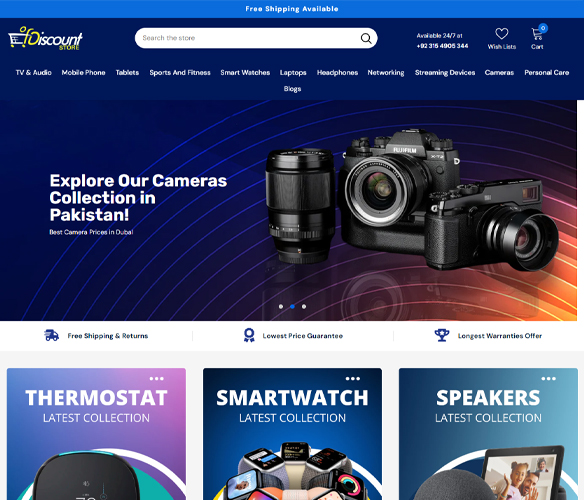 Free Shipping Available
Discount
STORE
Search the store
Available 24/7 at
+92 315 4905 344
Wish Lists
0
Cart
TV & Audio Mobile Phone Tablets Sports And Fitness Smart Watches Laptops Headphones Networking Streaming Devices Cameras Personal Care
Blogs
Explore Our Cameras
Collection in
Pakistan!
Best Camera Prices in Dubai
FUJIFILM
X-T2
Free Shipping & Returns
Lowest Price Guarantee
Longest Warranties Offer
THERMOSTAT
LATEST COLLECTION
SMARTWATCH
LATEST COLLECTION
SPEAKERS
LATEST COLLECTION